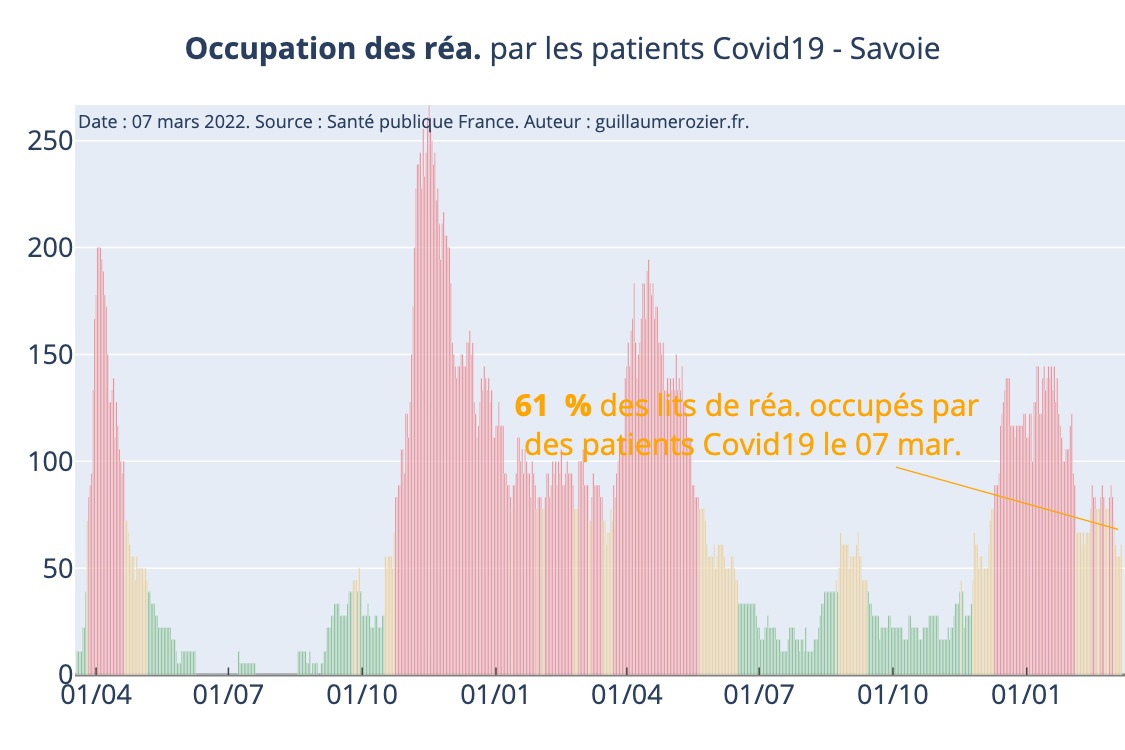 Occupation des réa. par les patients Covid19 - Savoie
Date : 07 mars 2022. Source : Santé publique France. Auteur : guillaumerozier.fr.
250
200
150
61 % des lits de réa. occupés par
des patients Covid19 le 07 mar.
100
50
0
01/04 01/07 01/10 01/01 01/04 01/07 01/10 01/01